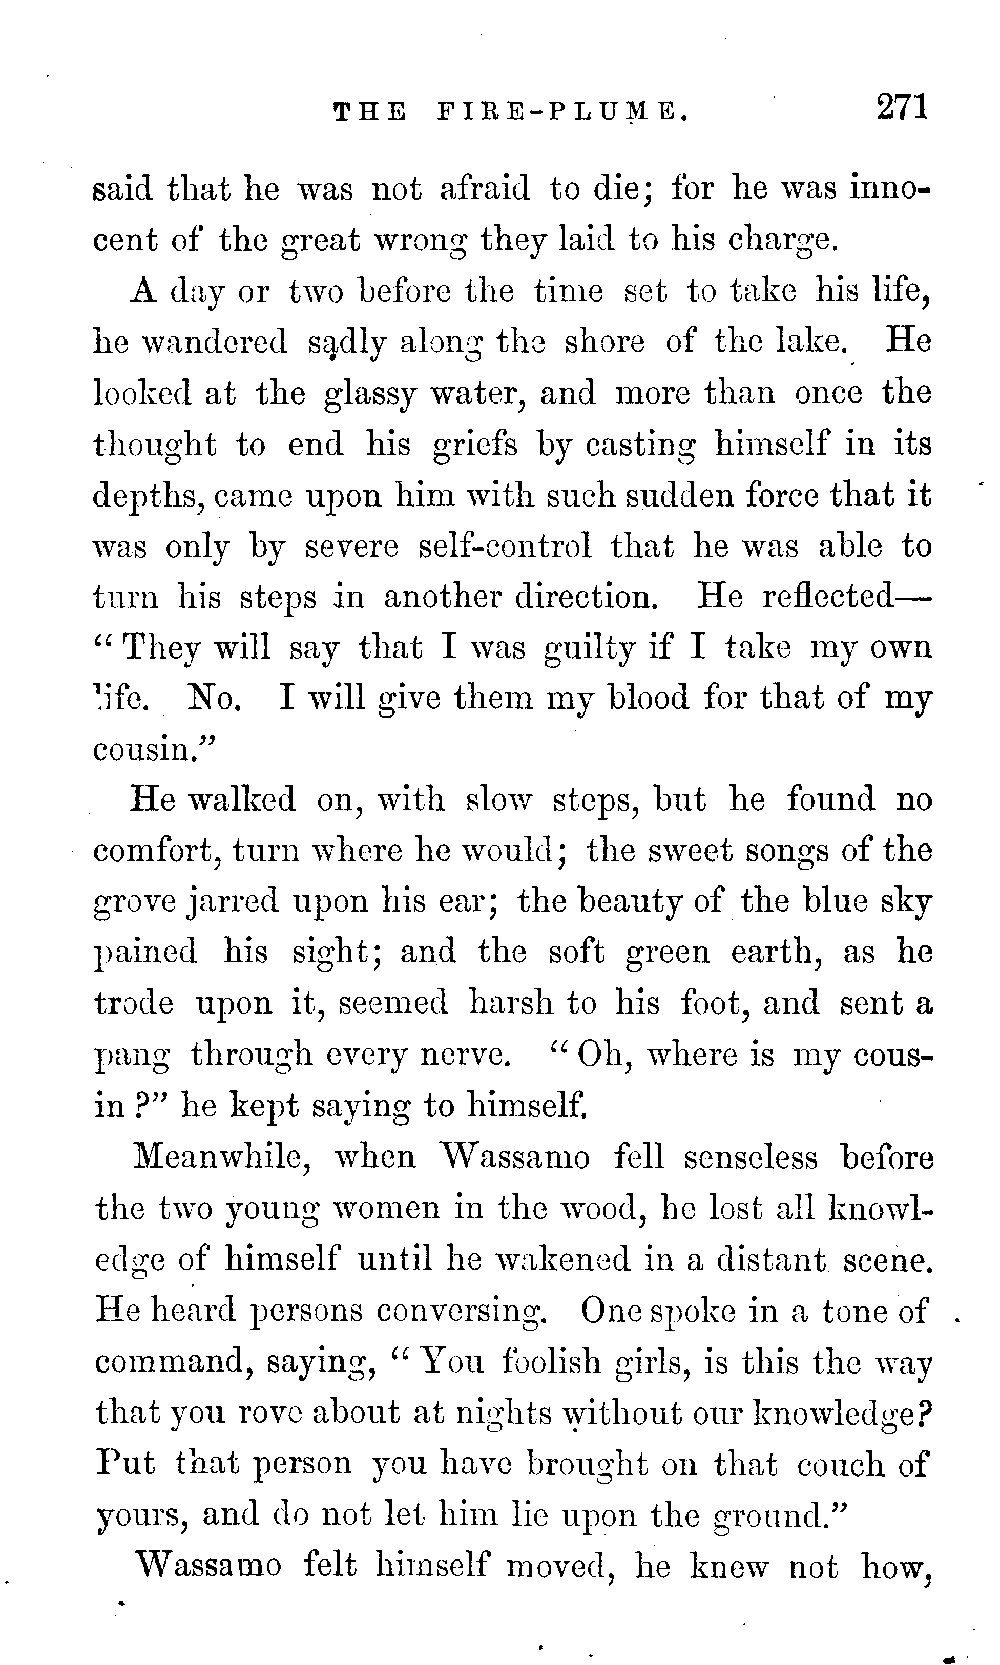 THE FIRE-PLUME. 271
said that he was not afraid to die; for he was inno-
cent of the great wrong they laid to his charge.
A day or two before the time set to take his life,
he wandered sadly along the shore of the lake. He
looked at the glassy water, and more than once the
thought to end his griefs by casting himself in its
depths, came upon him with such sudden force that it
was only by severe self-control that he was able to
turn his steps in another direction. He reflected—
“They will say that I was guilty if I take my own
life. No. I will give them my blood for that of my
cousin.”
He walked on, with slow steps, but he found no
comfort, turn where he would; the sweet songs of the
grove jarred upon his ear; the beauty of the blue sky
pained his sight; and the soft green earth, as he
trode upon it, seemed harsh to his foot, and sent a
pang through every nerve. “Oh, where is my cous-
in?” he kept saying to himself.
Meanwhile, when Wassamo fell senseless before
the two young women in the wood, he lost all knowl-
edge of himself until he wakened in a distant scene.
He heard persons conversing. One spoke in a tone of
command, saying, “You foolish girls, is this the way
that you rove about at nights without our knowledge?
Put that person you have brought on that couch of
yours, and do not let him lie upon the ground.”
Wassamo felt himself moved, he knew not how,